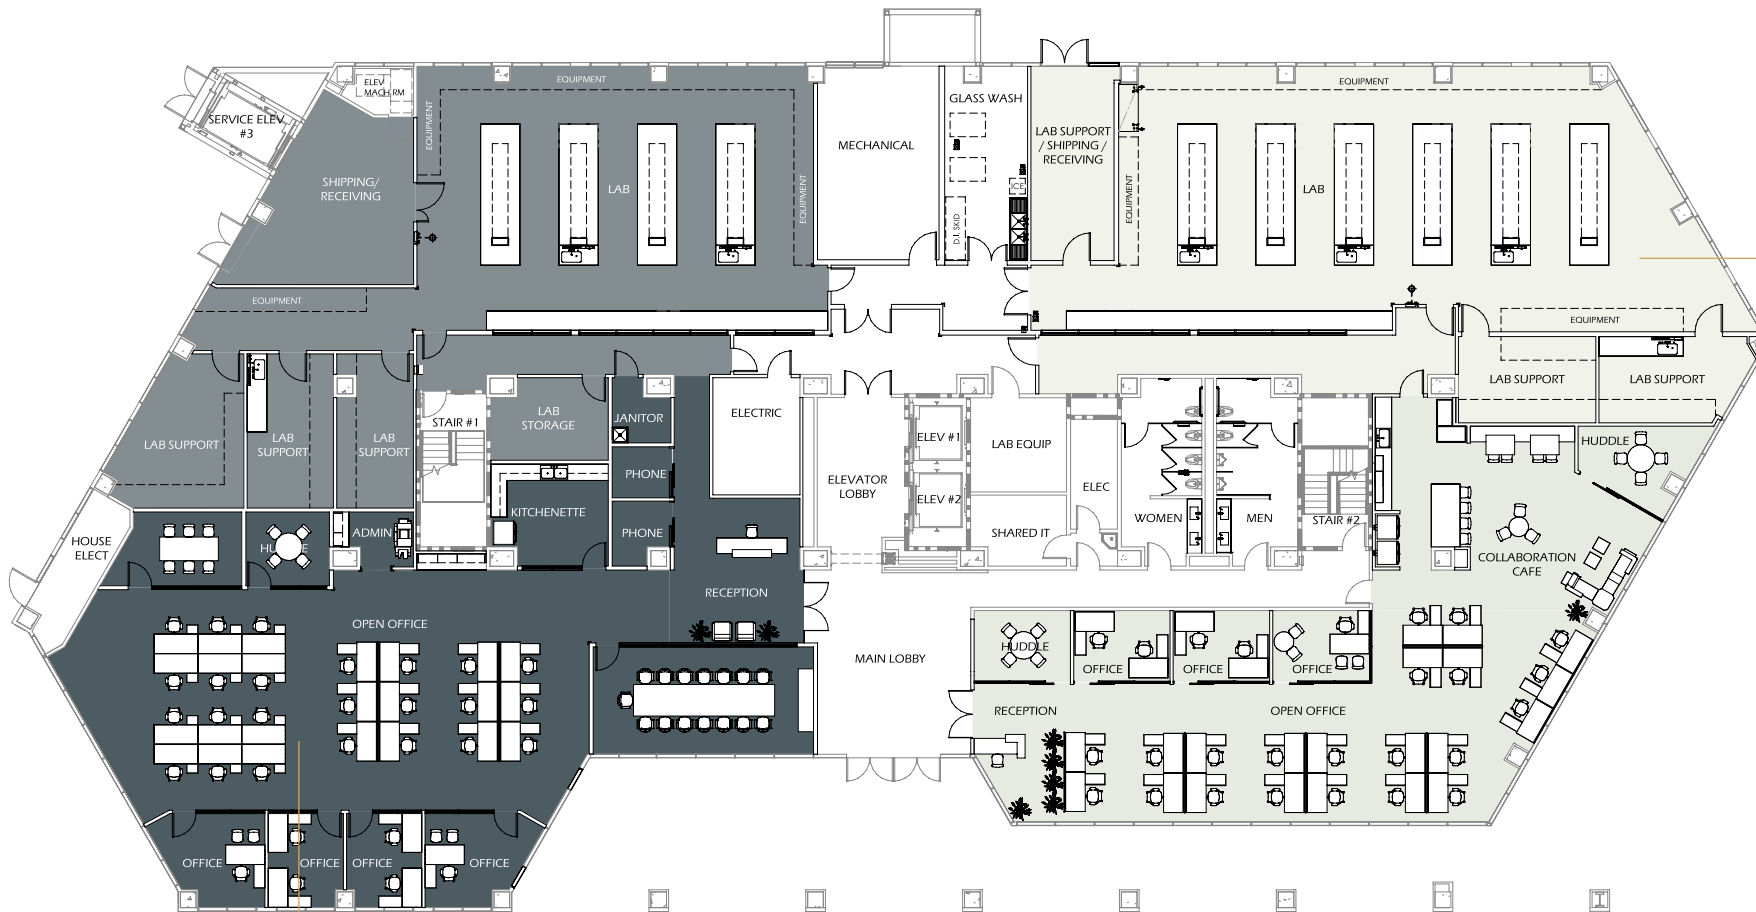 EQUIPMENT
EQUIPMENT
ELEV
MACH RM
GLASS WASH
SERVICE ELEV
#3
EQUIPMENT
LAB SUPPORT
/ SHIPPING /
RECEIVING
MECHANICAL
SHIPPING/
RECEIVING
LAB
EQUIPMENT
ICE
LAB
EQUIPMENT
D.I. SKID
EQUIPMENT
EQUIPMENT
LAB SUPPORT
LAB SUPPORT
LAB SUPPORT
LAB
SUPPORT
LAB
SUPPORT
STAIR #1
LAB
STORAGE
JANITOR
ELECTRIC
ELEV #1
LAB EQUIP
HUDDLE
PHONE
ELEVATOR
LOBBY
ELEV #2
ELEC
KITCHENETTE
WOMEN
MEN
STAIR #2
HOUSE
ELECT
HUDDLE
ADMIN
PHONE
SHARED IT
COLLABORATION
CAFE
RECEPTION
OPEN OFFICE
MAIN LOBBY
HUDDLE
OFFICE
OFFICE
OFFICE
RECEPTION
OPEN OFFICE
OFFICE
OFFICE
OFFICE
OFFICE